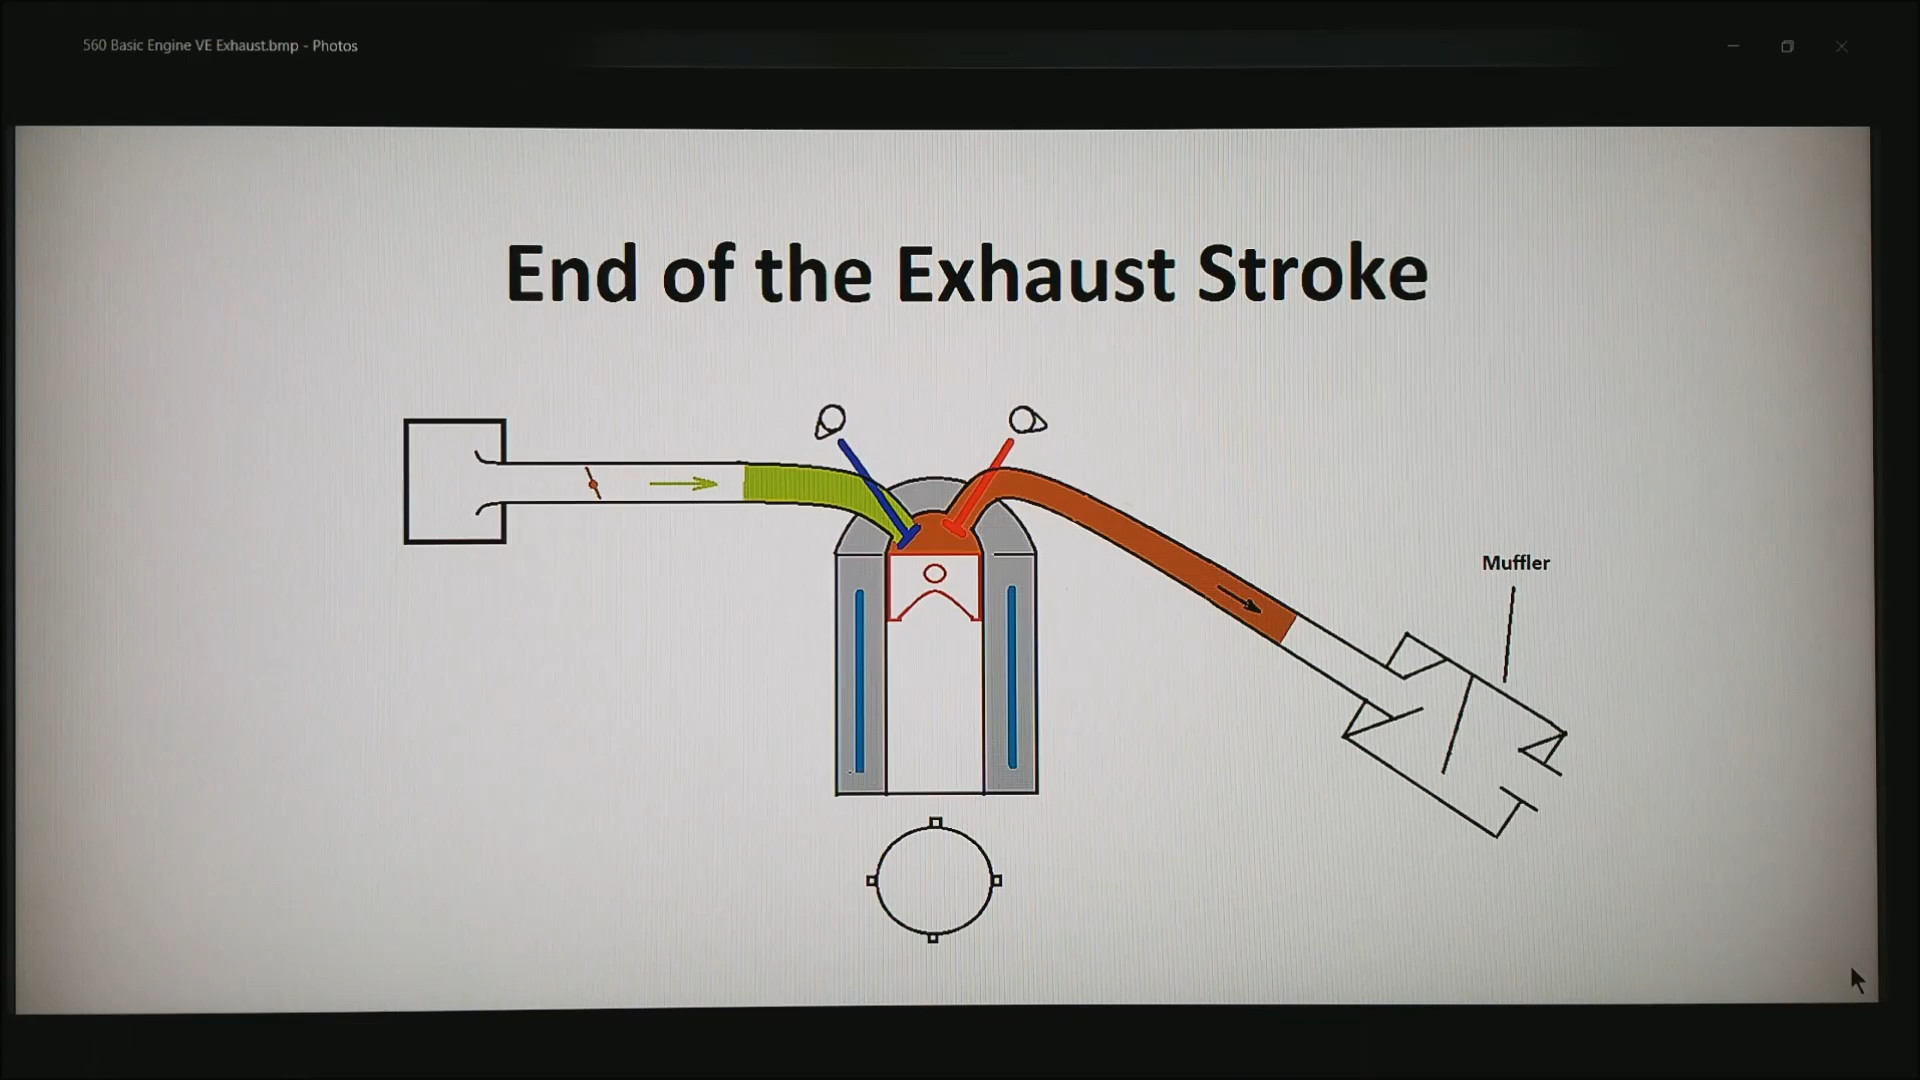 560 Basic Engine VE Exhaust.bmp - Photos
End of the Exhaust Stroke
Muffler